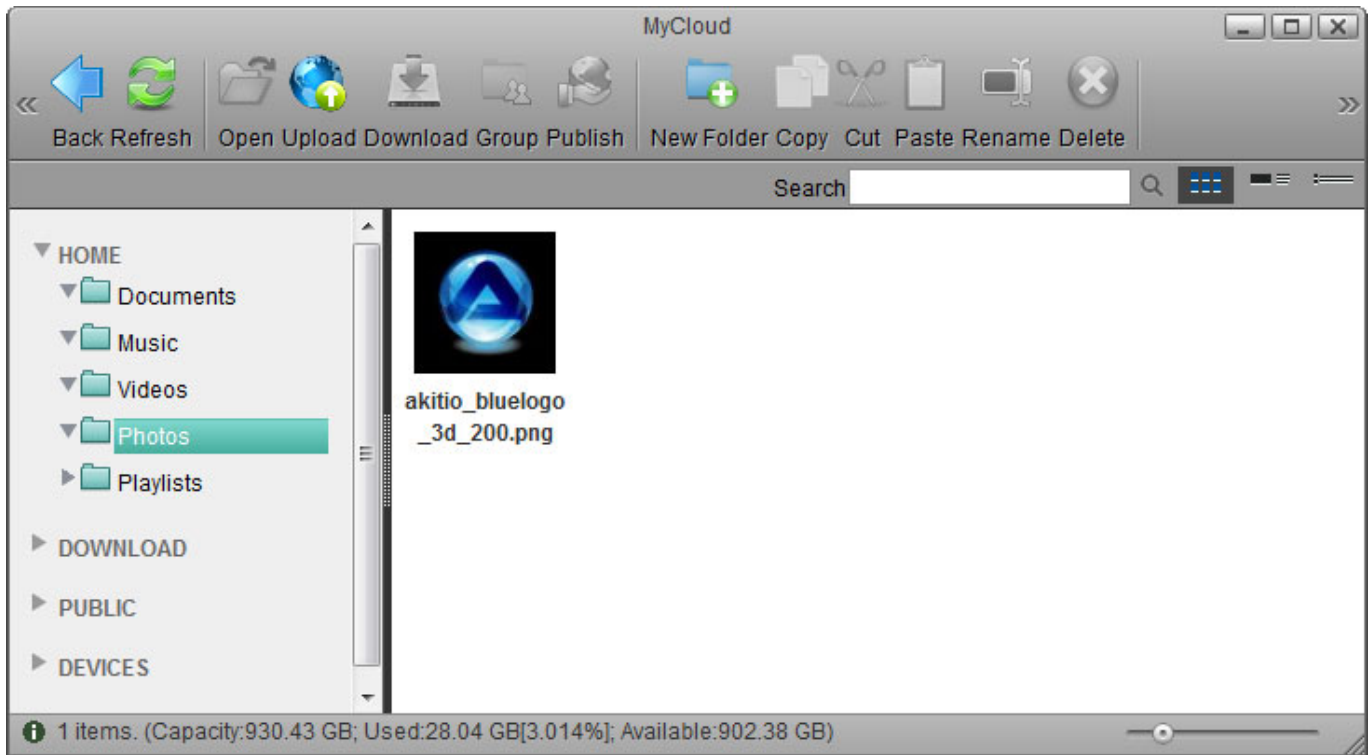 MyCloud
Back Refresh Open Upload Download Group Publish New Folder Copy Cut Paste Rename Delete
Search
HOME
Documents
Music
Videos
Photos
Playlists
DOWNLOAD
PUBLIC
DEVICES
akitio_bluelogo
_3d_200.png
1 items. (Capacity:930.43 GB; Used:28.04 GB[3.014%]; Available:902.38 GB)